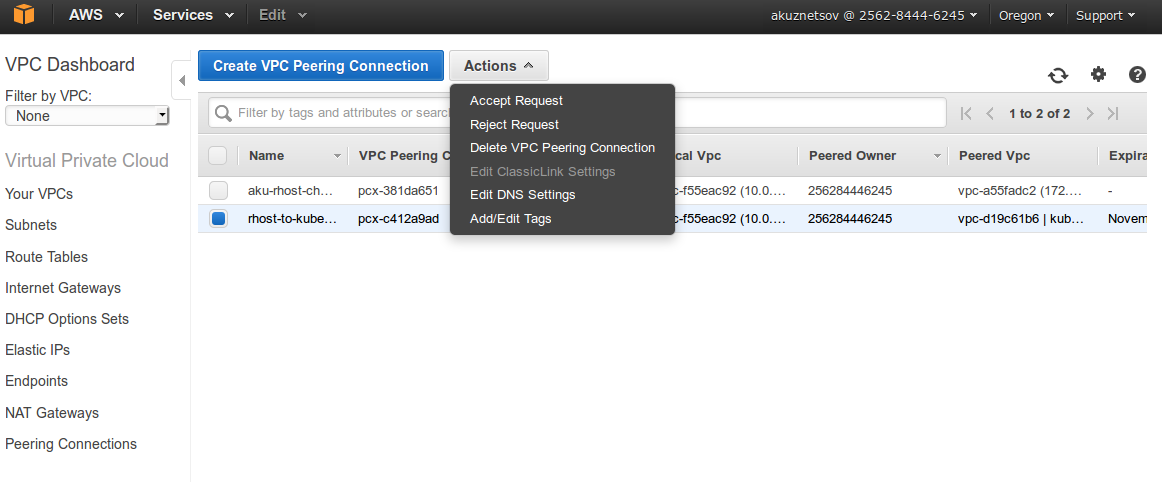 AWS Services Edit akuznetsov @ 2562-8444-6245 Oregon Support
VPC Dashboard
Filter by VPC:
None
Virtual Private Cloud
Your VPCs
Subnets
Route Tables
Internet Gateways
DHCP Options Sets
Elastic IPs
Endpoints
NAT Gateways
Peering Connections
Create VPC Peering Connection Actions
Accept Request
Reject Request
Delete VPC Peering Connection
Edit ClassicLink Settings
Edit DNS Settings
Add/Edit Tags
Filter by tags and attributes or searc 1 to 2 of 2
Name VPC Peering C cal Vpc Peered Owner Peered Vpc Expira
aku-rhost-ch… pcx-381da651 c-f55eac92 (10.0.… 256284446245 vpc-a55fadc2 (172.… -
rhost-to-kube… pcx-c412a9ad c-f55eac92 (10.0.… 256284446245 vpc-d19c61b6 | kub… Novem